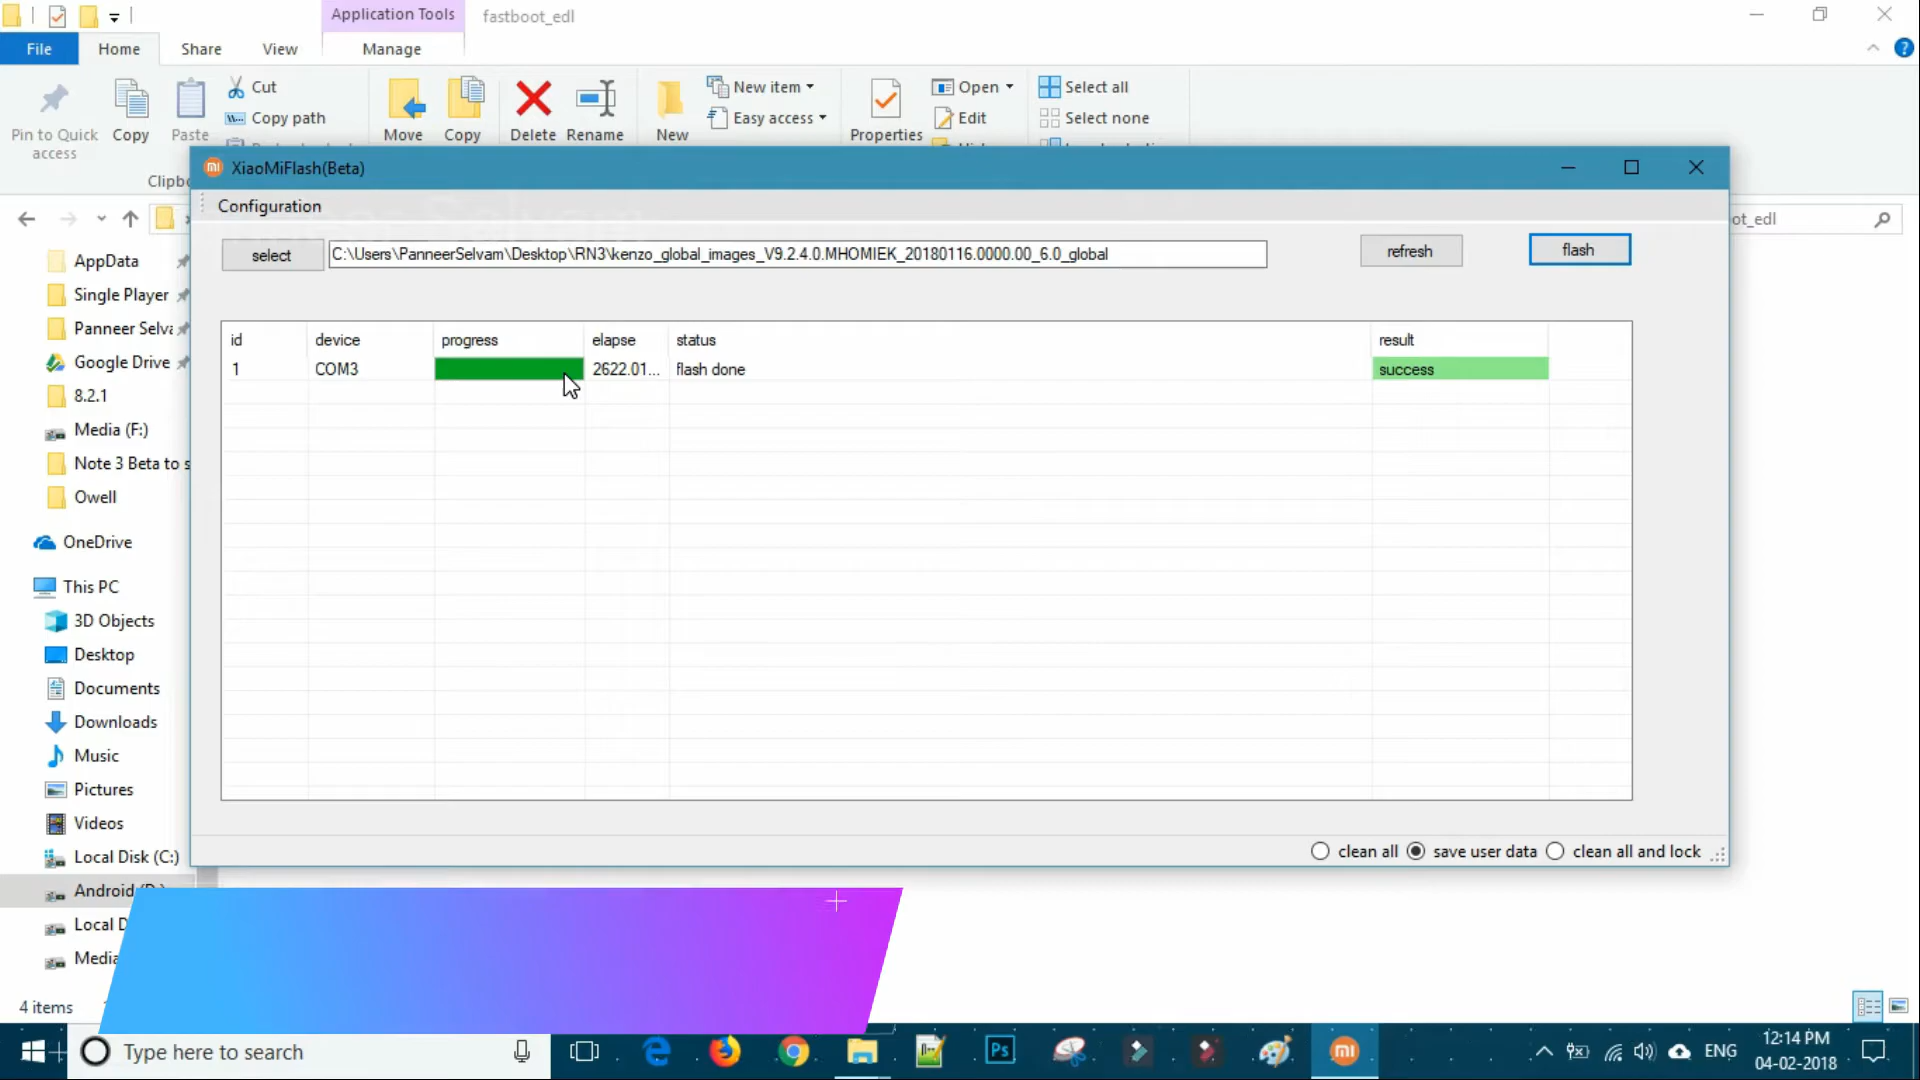 Application Tools
fastboot_edl
File
Home
Share
View
Manage
Pin to Quick
access
Copy
Paste
Cut
Copy path
Move
Copy
Delete
Rename
New
New item
Easy access
Properties
Open
Edit
Select all
Select none
XiaoMiFlash(Beta)
Configuration
select
C:\Users\PanneerSelvam\Desktop\RN3\kenzo_global_images_V9.2.4.0.MHOMIEK_20180116.0000.00_6.0_global
refresh
flash
id
device
progress
elapse
status
result
1
COM3
2622.01...
flash done
success
clean all
save user data
clean all and lock
Clipb
ot_edl
AppData
Single Player
Panneer Selva
Google Drive
8.2.1
Media (F:)
Note 3 Beta to s
Owell
OneDrive
This PC
3D Objects
Desktop
Documents
Downloads
Music
Pictures
Videos
Local Disk (C:)
Android (D:)
Local D
Media
4 items
Type here to search
Ps
mi
ENG
12:14 PM
04-02-2018